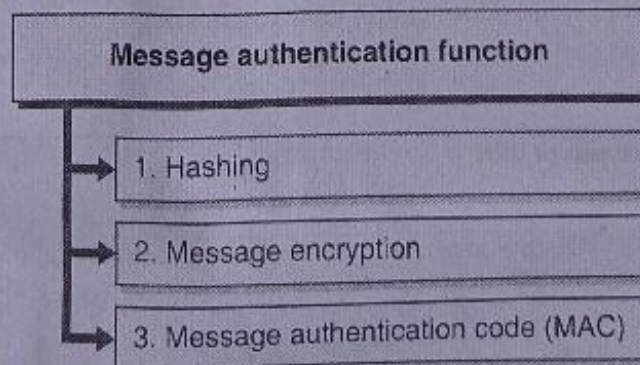 Message authentication function
1. Hashing
2. Message encryption
3. Message authentication code (MAC)